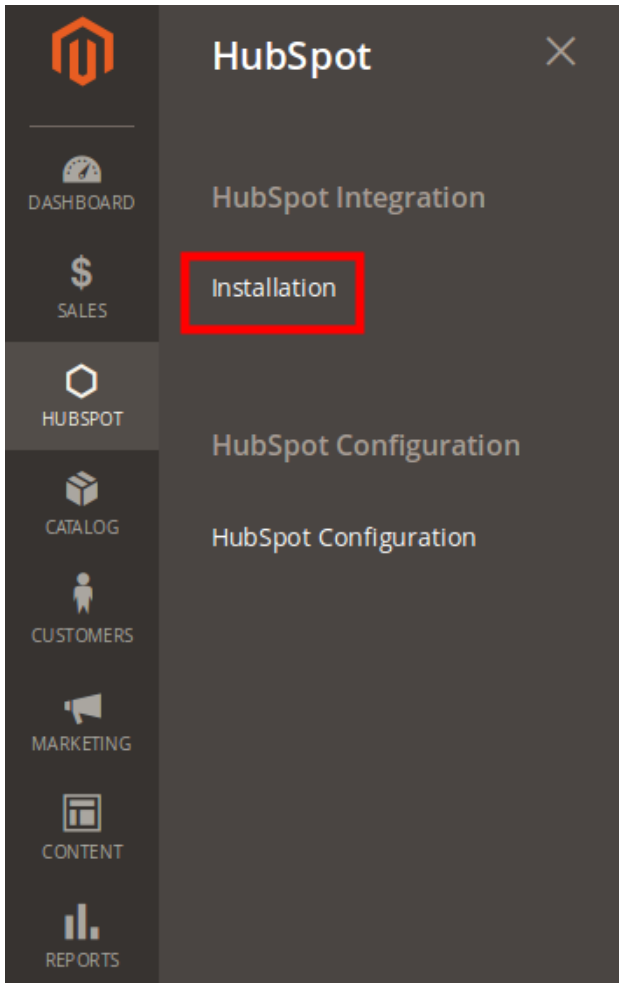 HubSpot
HubSpot Integration
Installation
HubSpot Configuration
HubSpot Configuration
DASHBOARD
$
SALES
HUBSPOT
CATALOG
CUSTOMERS
MARKETING
CONTENT
REPORTS